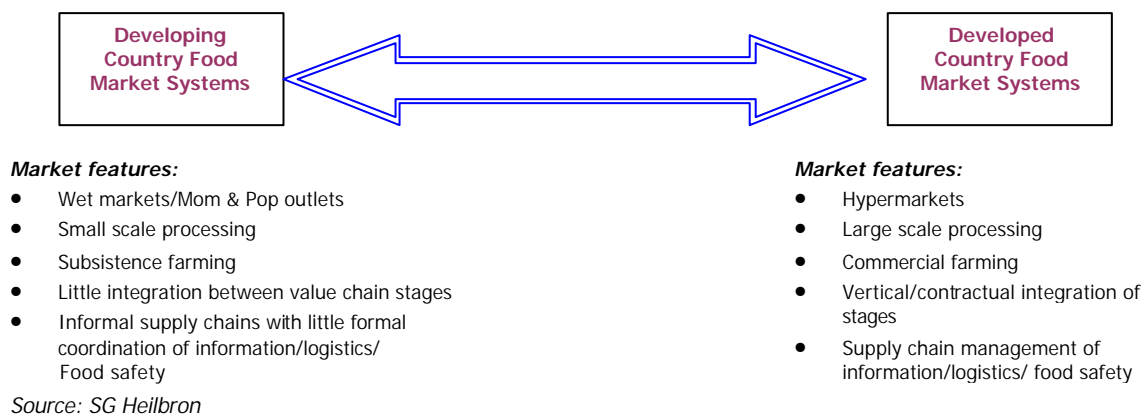 Developing
Country Food
Market Systems
Developed
Country Food
Market Systems
Market features:
• Wet markets/Mom & Pop outlets
• Small scale processing
• Subsistence farming
• Little integration between value chain stages
• Informal supply chains with little formal
coordination of information/logistics/
Food safety
Market features:
• Hypermarkets
• Large scale processing
• Commercial farming
• Vertical/contractual integration of
stages
• Supply chain management of
information/logistics/ food safety
Source: SG Heilbron